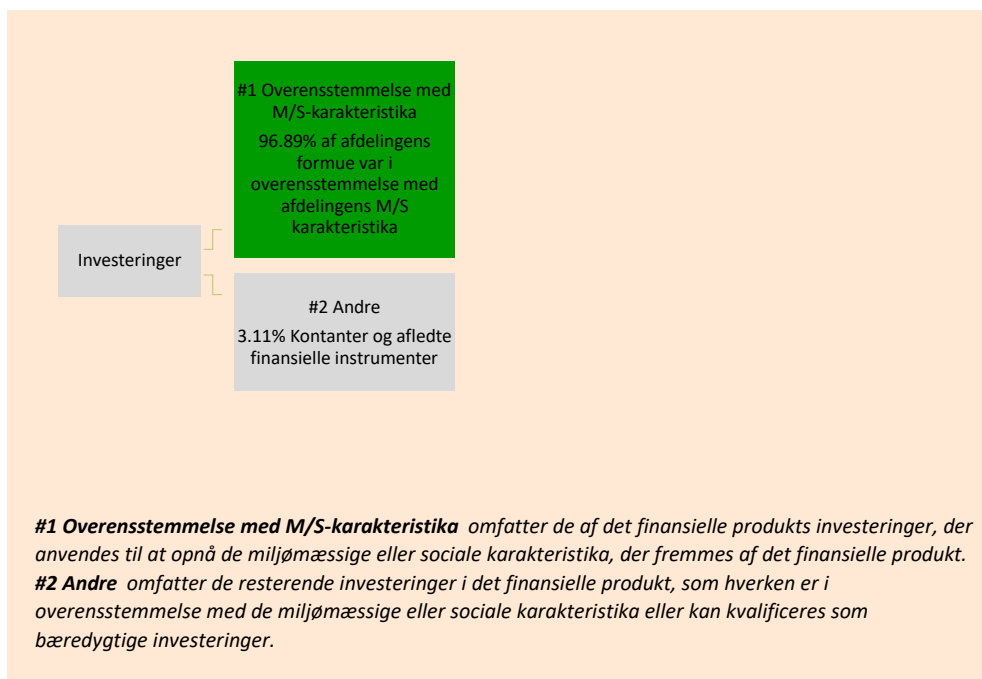 #1 Overensstemmelse med
M/S-karakteristika
96.89% af afdelingens
formue var i
overensstemmelse med
afdelingens M/S
karakteristika
Investeringer
#2 Andre
3.11% Kontanter og afledte
finansielle instrumenter
#1 Overensstemmelse med M/S-karakteristika omfatter de af det finansielle produkts investeringer, der
anvendes til at opnå de miljømæssige eller sociale karakteristika, der fremmes af det finansielle produkt.
#2 Andre omfatter de resterende investeringer i det finansielle produkt, som hverken er i
overensstemmelse med de miljømæssige eller sociale karakteristika eller kan kvalificeres som
bæredygtige investeringer.